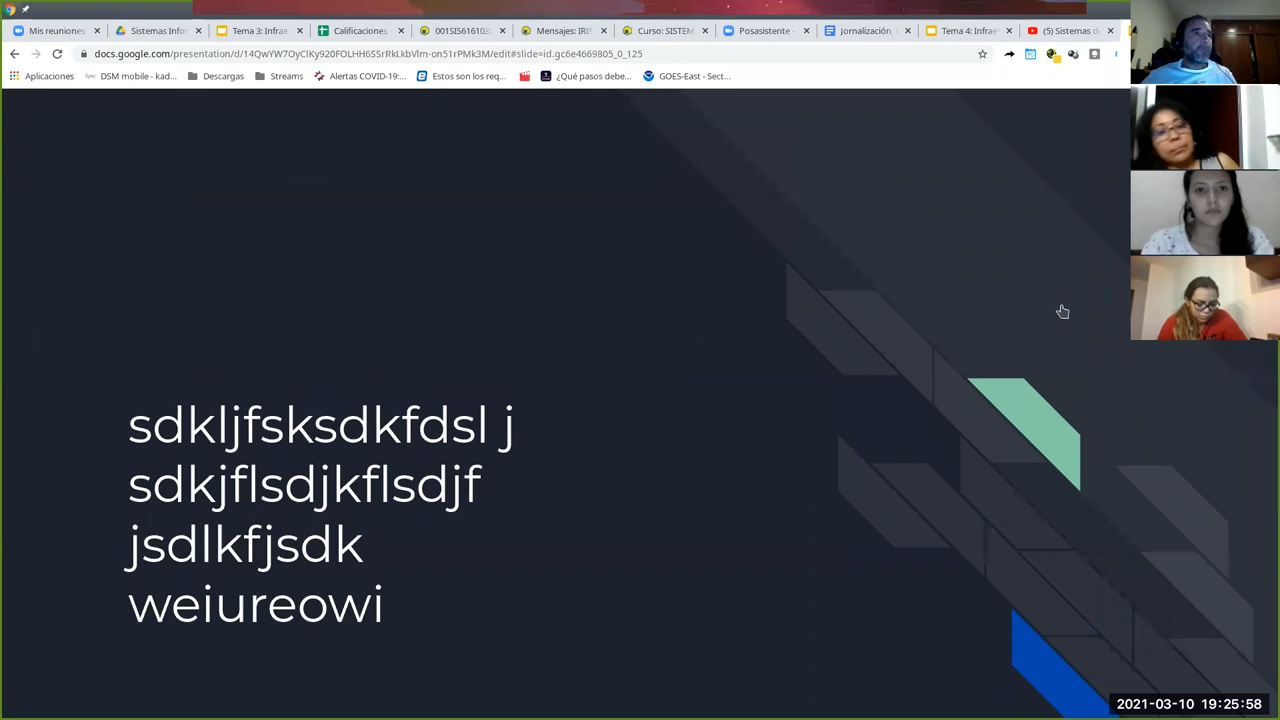 Mis reuniones
Sistemas Infor
Tema 3: Infrae
Calificaciones
0015IS616103
Mensajes: IRIS
Curso: SISTEM
Posasistente -
Jornalización,
Tema 4: Infrae
(5) Sistemas d
docs.google.com/presentation/d/14QwYW7OyClKy920FOLHH6SSrRkLkbVlm-on51rPMk3M/edit#slide=id.gc6e4669805_0_125
Aplicaciones
DSM mobile - kad...
Descargas
Streams
Alertas COVID-19:...
Estos son los req...
¿Qué pasos debe...
GOES-East - Sect...
sdkljfsksdkfdsl j
sdkjflsdjkflsdjf
jsdlkfjsdk
weiureowi
2021-03-10 19:25:58